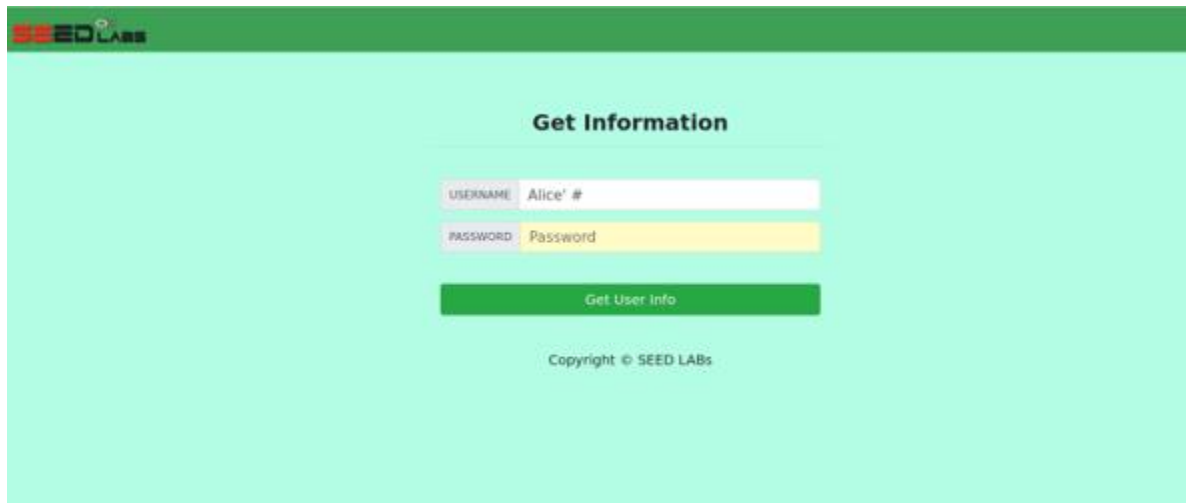 SEED LABS
Get Information
USERNAME Alice' #
PASSWORD Password
Get User Info
Copyright © SEED LABs